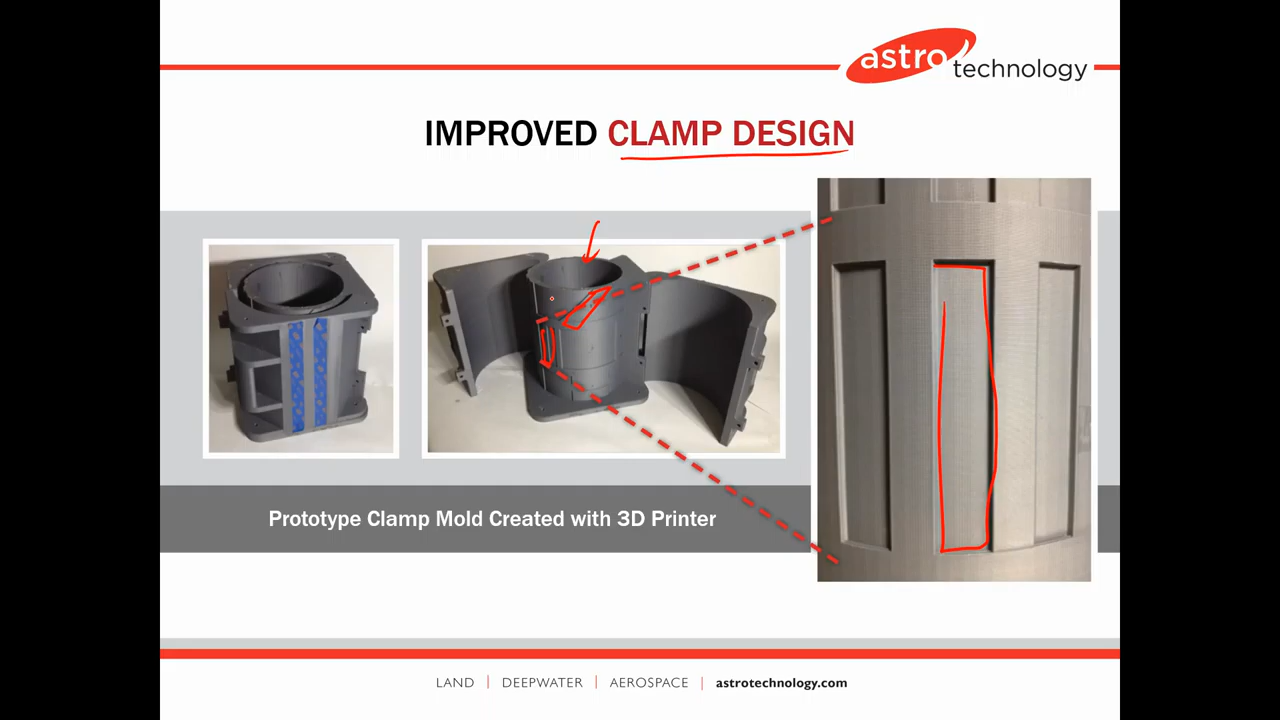 astro
technology
IMPROVED CLAMP DESIGN
Prototype Clamp Mold Created with 3D Printer
LAND | DEEPWATER | AEROSPACE | astrotechnology.com